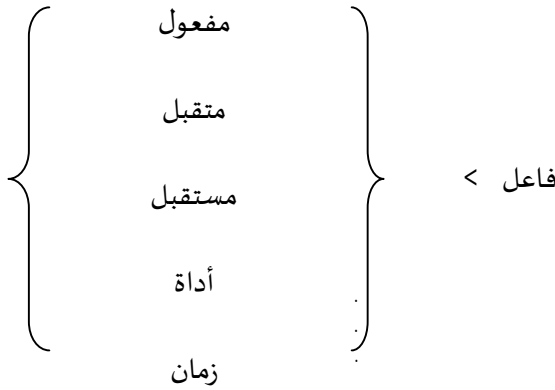 مفعول
متقبل
فاعل >
مستقبل
أداة
زمان